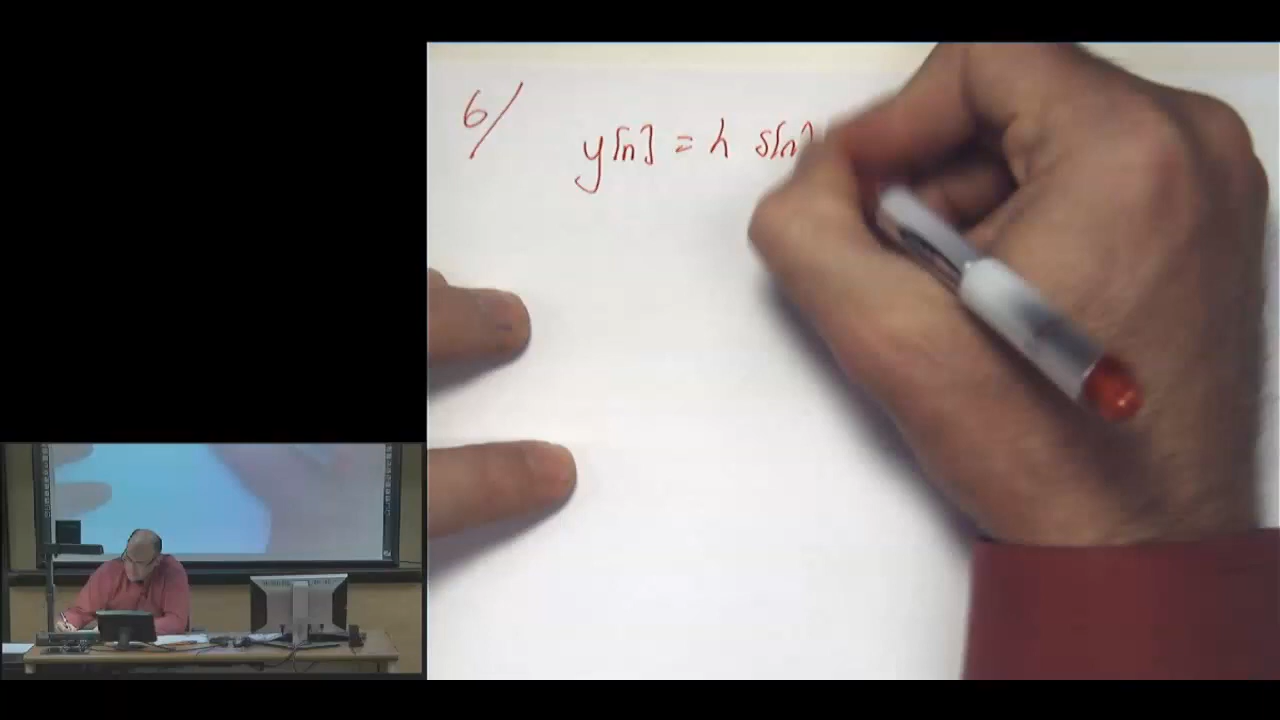 6/
y[n] = h s[n]